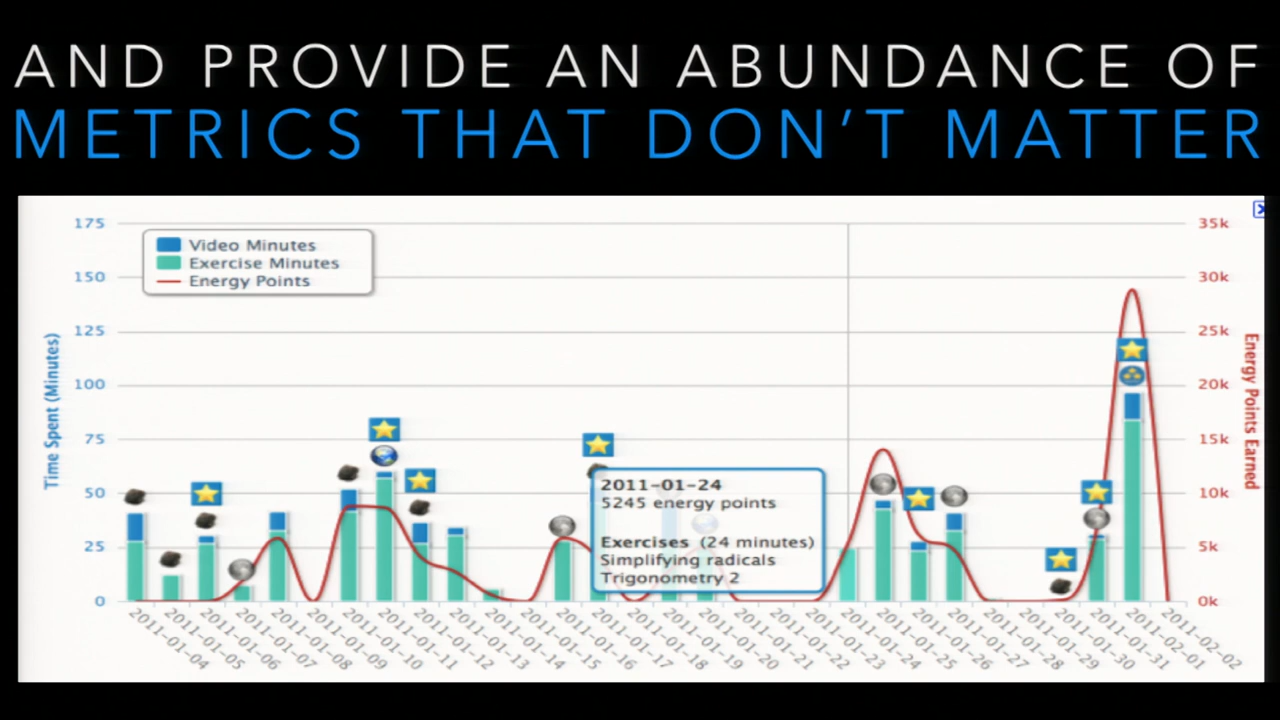 AND PROVIDE AN ABUNDANCE OF
METRICS THAT DON'T MATTER
175
150
125
100
75
50
25
0
Time Spent (Minutes)
Video Minutes
Exercise Minutes
Energy Points
2011-01-24
5245 energy points
Exercises (24 minutes)
Simplifying radicals
Trigonometry 2
35k
30k
25k
20k
15k
10k
5k
0k
Energy Points Earned
2011-01-04
2011-01-05
2011-01-06
2011-01-07
2011-01-08
2011-01-09
2011-01-10
2011-01-11
2011-01-12
2011-01-13
2011-01-14
2011-01-15
2011-01-16
2011-01-17
2011-01-18
2011-01-19
2011-01-20
2011-01-21
2011-01-22
2011-01-23
2011-01-24
2011-01-25
2011-01-26
2011-01-27
2011-01-28
2011-01-29
2011-01-30
2011-01-31
2011-02-01
2011-02-02